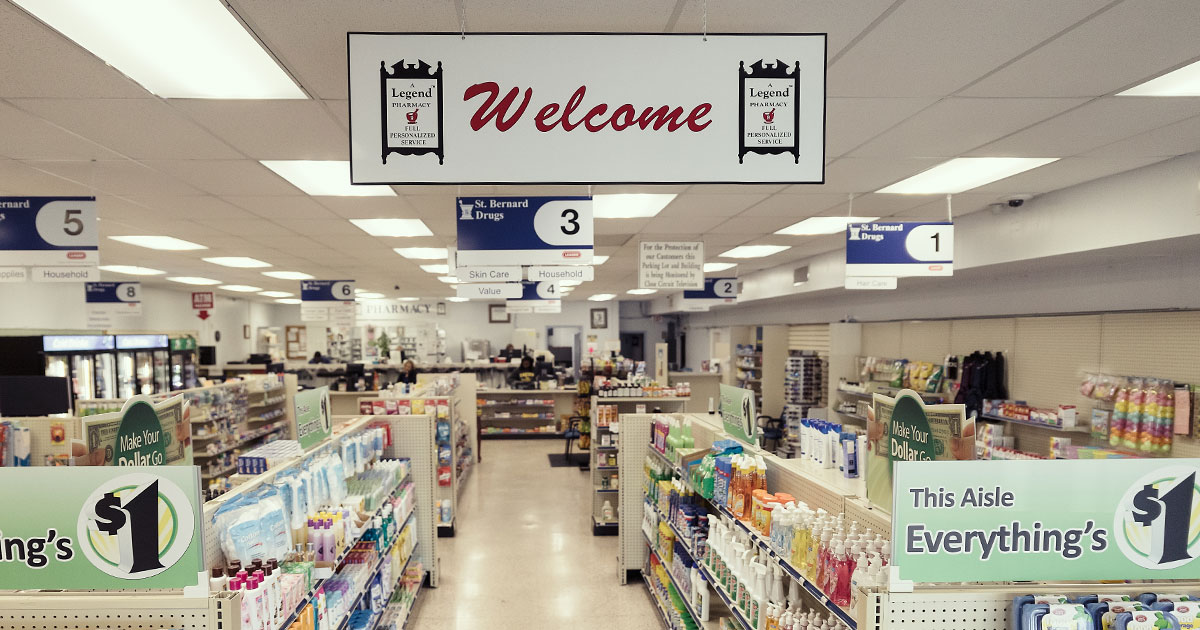 Welcome
A
Legend
PHARMACY
FULL
PERSONALIZED
SERVICE
A
Legend
PHARMACY
FULL
PERSONALIZED
SERVICE
ernard
5
Household
St. Bernard
Drugs
3
Skin Care
Household
Value
4
For the Protection of
this Parking and Building
is being Monitored by
Close Circuit Television
St. Bernard
Drugs
1
Hair Care
2
8
6
ATM
PHARMACY
Make Your
Dollar Go
Make Your
Dollar Go
ing's $1
This Aisle
Everything's $1